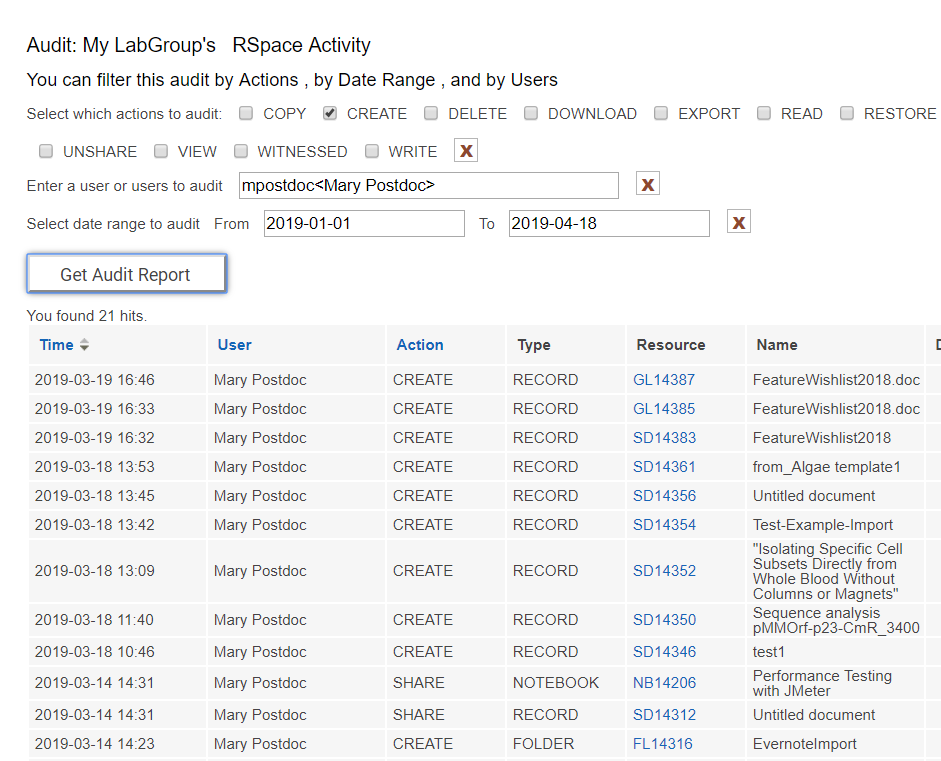 Audit: My LabGroup's RSpace Activity
You can filter this audit by Actions , by Date Range , and by Users
Select which actions to audit: COPY CREATE DELETE DOWNLOAD EXPORT READ RESTORE
UNSHARE VIEW WITNESSED WRITE X
Enter a user or users to audit mpostdoc<Mary Postdoc> X
Select date range to audit From 2019-01-01 To 2019-04-18 X
Get Audit Report
You found 21 hits.
Time User Action Type Resource Name
2019-03-19 16:46 Mary Postdoc CREATE RECORD GL14387 FeatureWishlist2018.doc
2019-03-19 16:33 Mary Postdoc CREATE RECORD GL14385 FeatureWishlist2018.doc
2019-03-19 16:32 Mary Postdoc CREATE RECORD SD14383 FeatureWishlist2018
2019-03-18 13:53 Mary Postdoc CREATE RECORD SD14361 from_Algae template1
2019-03-18 13:45 Mary Postdoc CREATE RECORD SD14356 Untitled document
2019-03-18 13:42 Mary Postdoc CREATE RECORD SD14354 Test-Example-Import
2019-03-18 13:09 Mary Postdoc CREATE RECORD SD14352 "Isolating Specific Cell
Subsets Directly from
Whole Blood Without
Columns or Magnets"
2019-03-18 11:40 Mary Postdoc CREATE RECORD SD14350 Sequence analysis
pMMOrf-p23-CmR_3400
2019-03-18 10:46 Mary Postdoc CREATE RECORD SD14346 test1
2019-03-14 14:31 Mary Postdoc SHARE NOTEBOOK NB14206 Performance Testing
with JMeter
2019-03-14 14:31 Mary Postdoc SHARE RECORD SD14312 Untitled document
2019-03-14 14:23 Mary Postdoc CREATE FOLDER FL14316 EvernoteImport